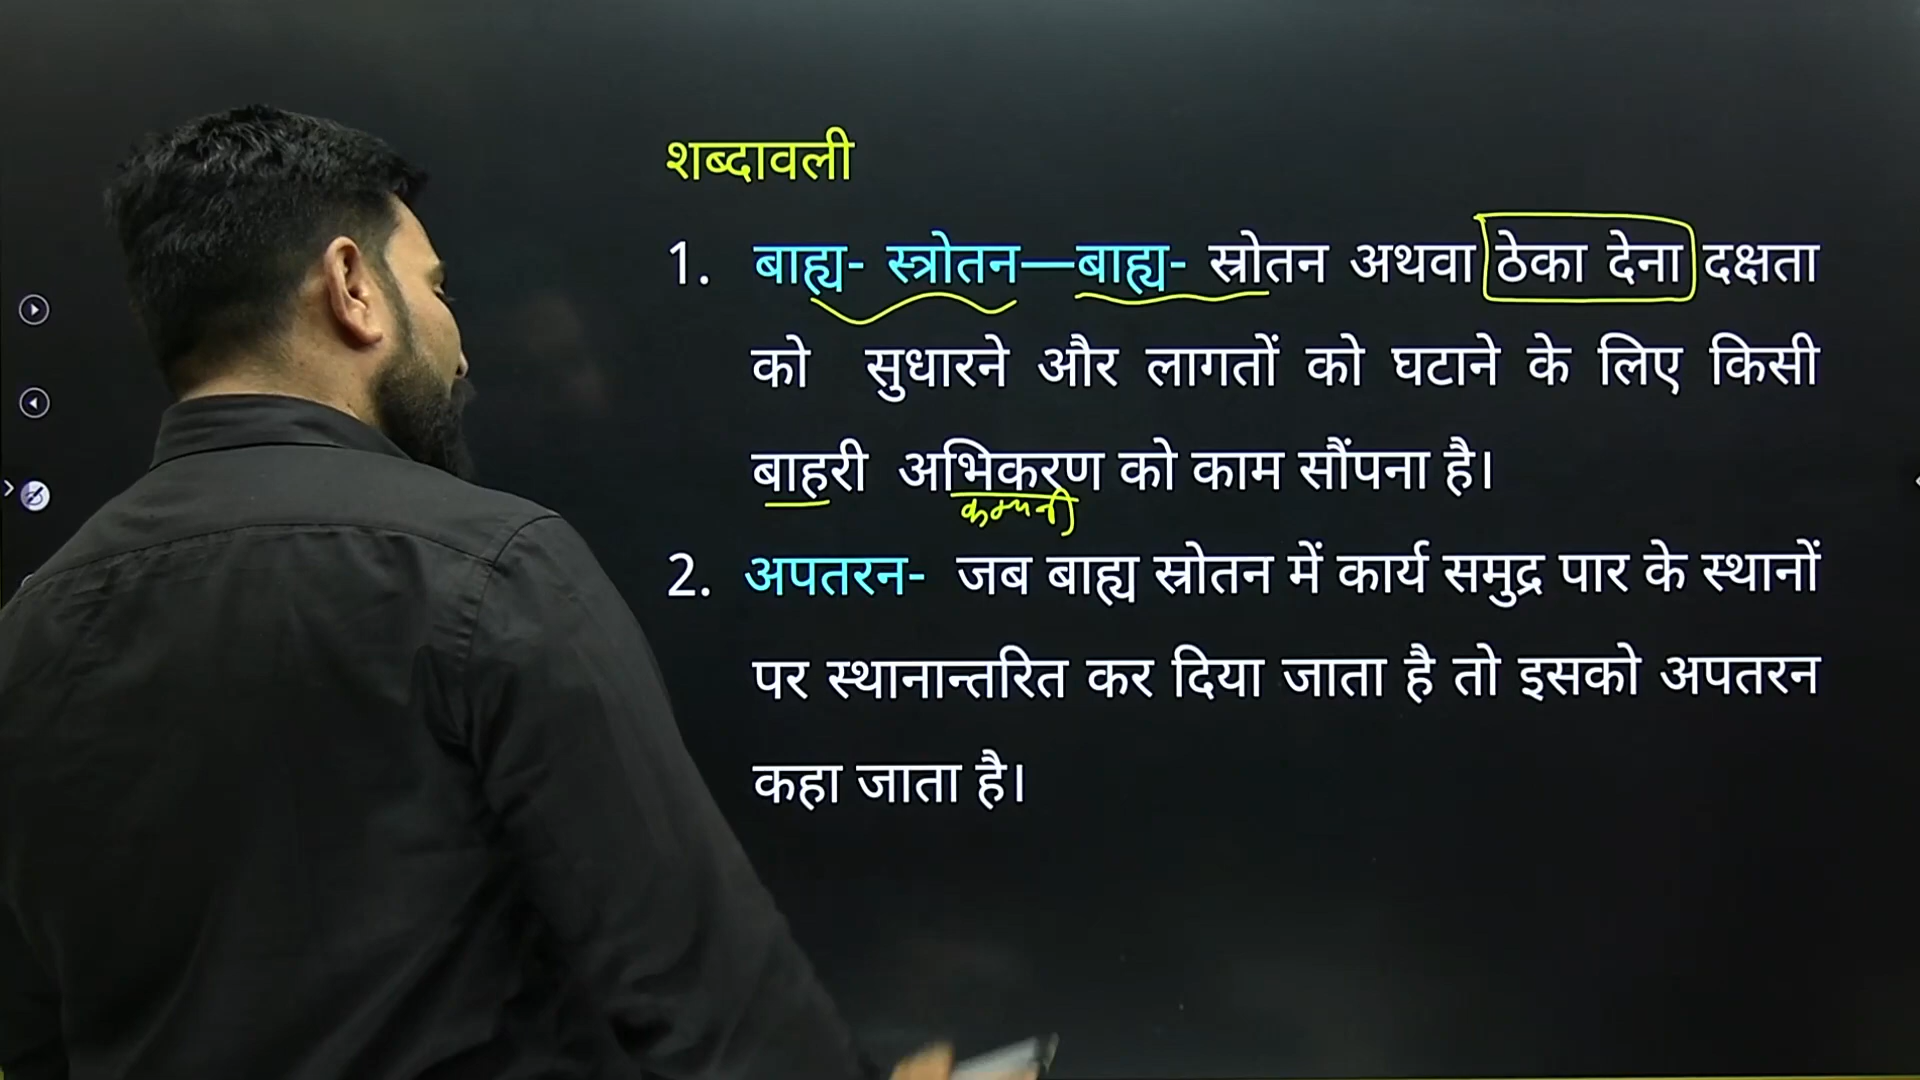 शब्दावली
1. बाह्य- स्त्रोतन—बाह्य- स्रोतन अथवा ठेका देना दक्षता
को सुधारने और लागतों को घटाने के लिए किसी
बाहरी अभिकरण को काम सौंपना है।
कम्पनी
2. अपतरन- जब बाह्य स्रोतन में कार्य समुद्र पार के स्थानों
पर स्थानान्तरित कर दिया जाता है तो इसको अपतरन
कहा जाता है।